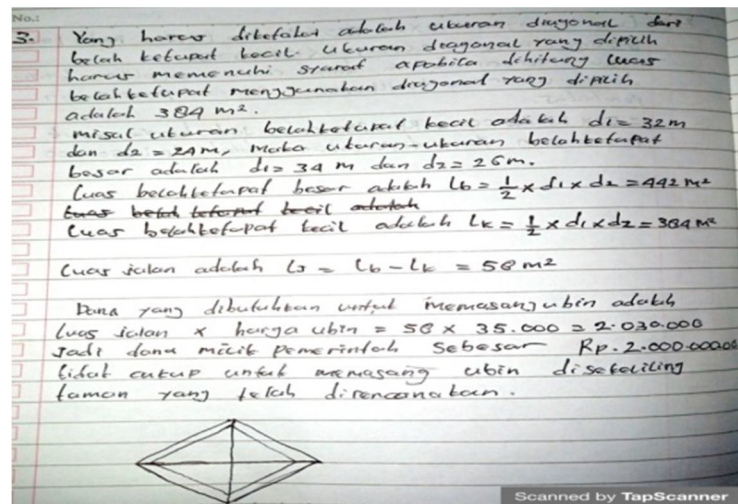 No.:
3. Yang harus diketahui adalah ukuran diagonal dari
belah ketupat kecil. Ukuran diagonal yang dipilih
harus memenuhi syarat apabila dihitung luas
belah ketupat menggunakan diagonal yang dipilih
adalah 384 m².
misal ukuran belahketupat kecil adalah d1 = 32m
dan d2 = 24m, maka ukuran-ukuran belahketupat
besar adalah d1 = 34 m dan d2 = 26m.
Luas belahketupat besar adalah Lb = 1/2 x d1 x d2 = 442 m²
Luas belah ketupat kecil adalah
Luas belahketupat kecil adalah Lk = 1/2 x d1 x d2 = 384 m²
Luas jalan adalah LJ = Lb - Lk = 58 m²
Dana yang dibutuhkan untuk memasang ubin adalah
luas jalan x harga ubin = 58 x 35.000 = 2.030.000
Jadi dana milik pemerintah sebesar Rp. 2.000.000,00
tidak cukup untuk memasang ubin disekeliling
taman yang telah direncanakan.
Scanned by TapScanner